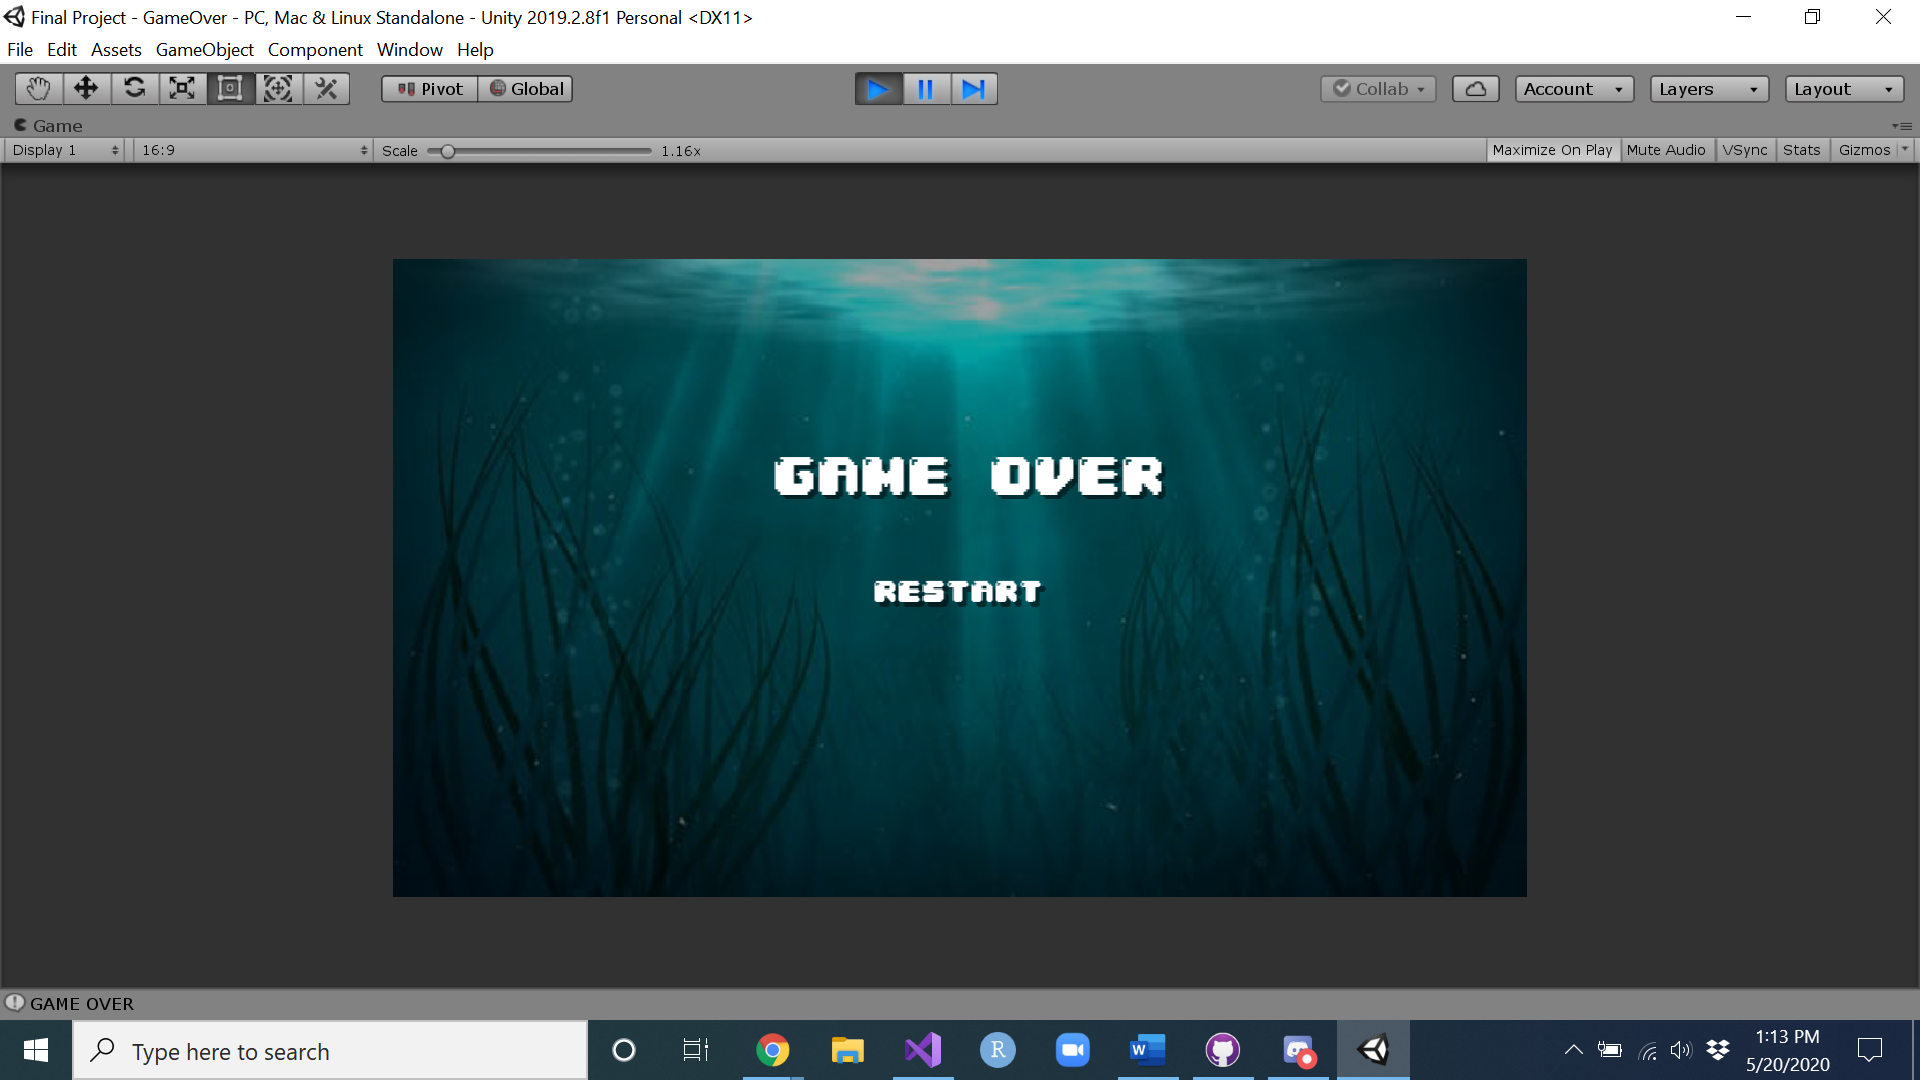 Final Project - GameOver - PC, Mac & Linux Standalone - Unity 2019.2.8f1 Personal <DX11>
File Edit Assets GameObject Component Window Help
Pivot Global Collab Account Layers Layout
Game
Display 1 16:9 Scale 1.16x Maximize On Play Mute Audio VSync Stats Gizmos
GAME OVER
RESTART
GAME OVER
Type here to search
R
W
1:13 PM
5/20/2020